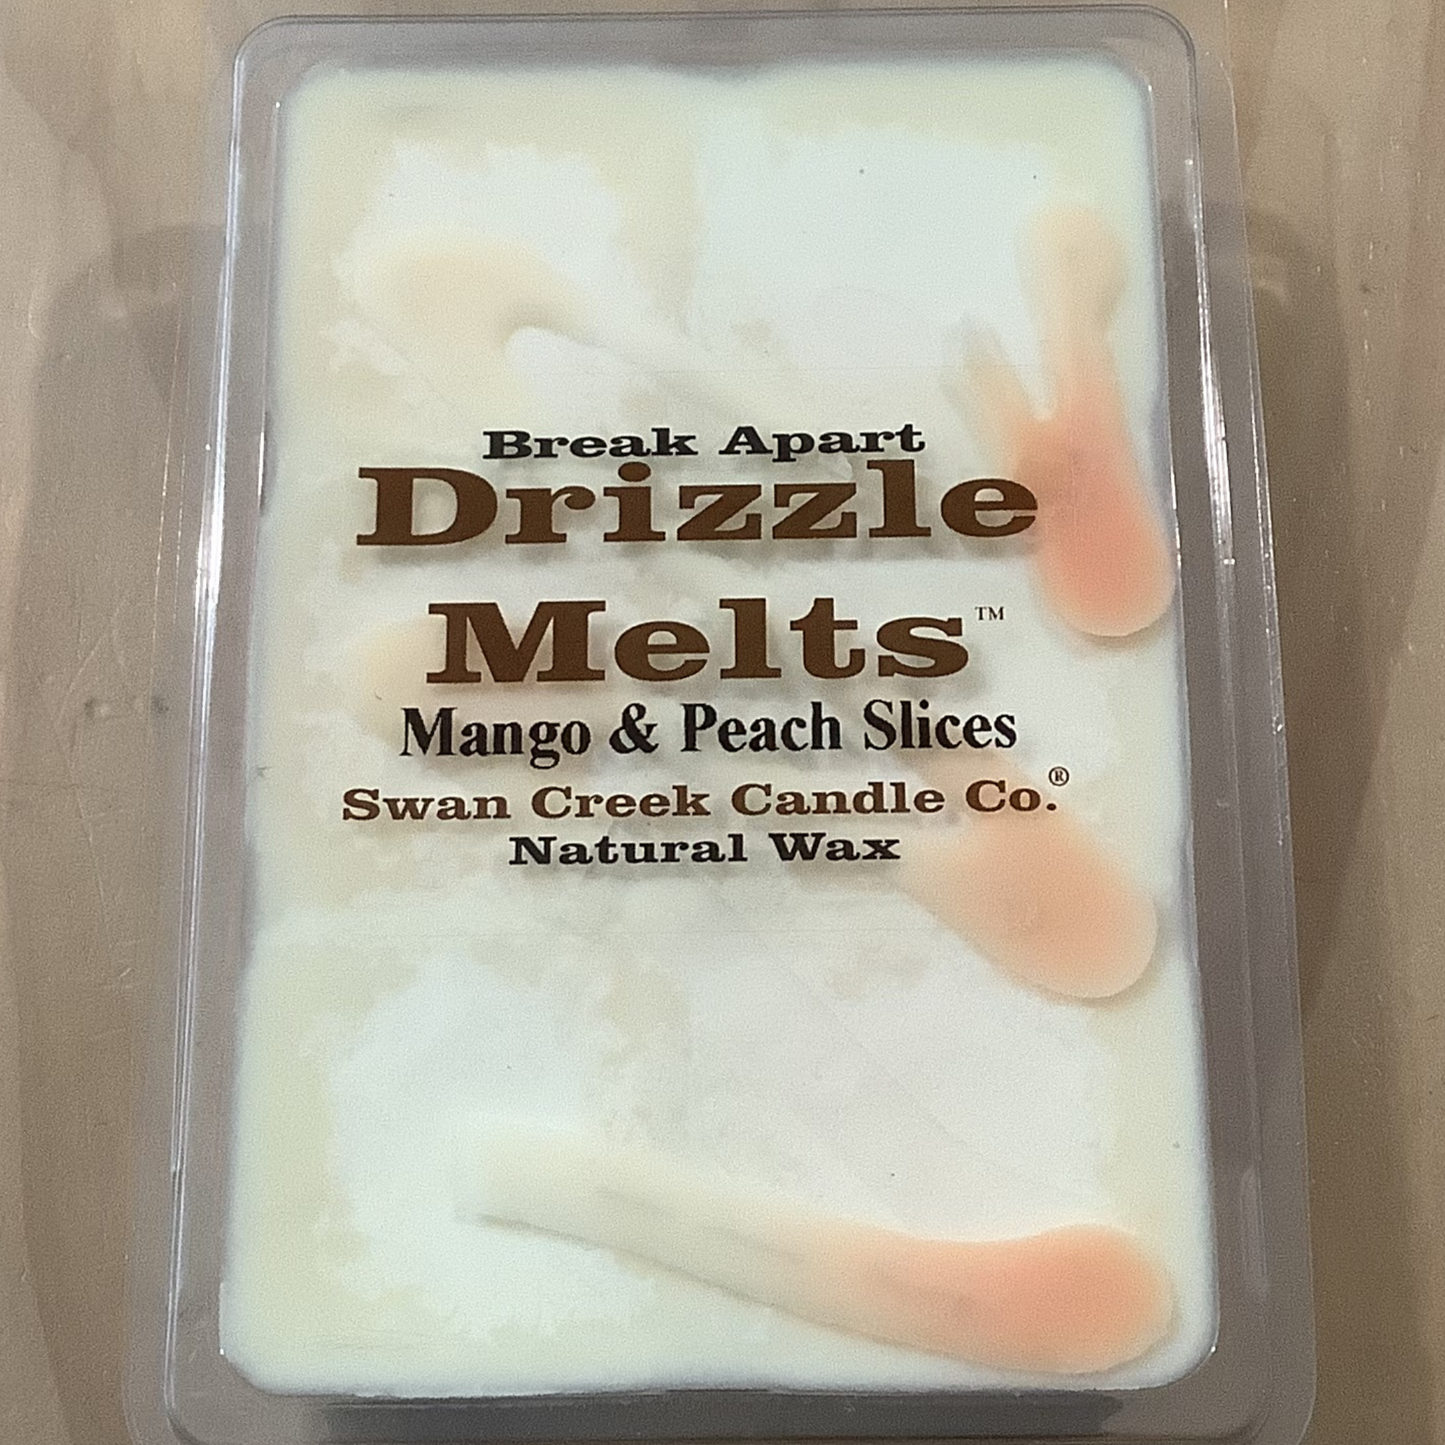 Break Apart
Drizzle
Melts™
Mango & Peach Slices
Swan Creek Candle Co.®
Natural Wax